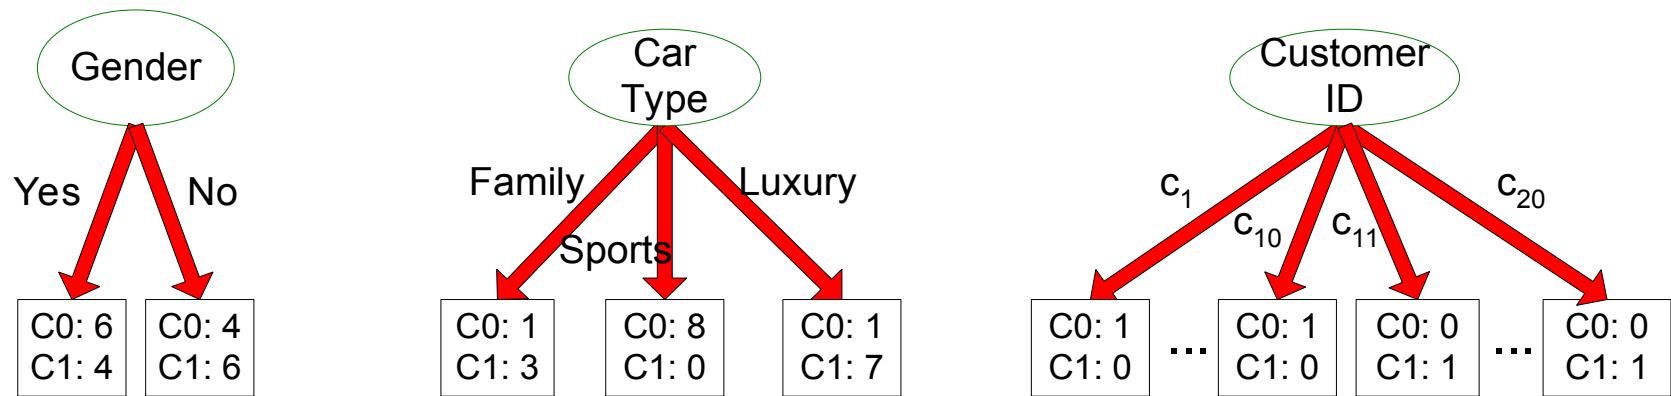 Gender
Yes
No
C0: 6
C1: 4
C0: 4
C1: 6
Car
Type
Family
Sports
Luxury
C0: 1
C1: 3
C0: 8
C1: 0
C0: 1
C1: 7
Customer
ID
c1
c10
c11
c20
C0: 1
C1: 0
...
C0: 1
C1: 0
C0: 0
C1: 1
...
C0: 0
C1: 1